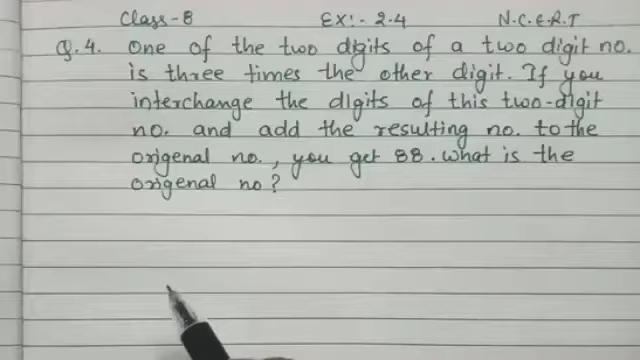 Class-8 EX:- 2.4 N.C.E.R.T
Q.4. One of the two digits of a two digit no.
is three times the other digit. If you
interchange the digits of this two-digit
no. and add the resulting no. to the
origenal no., you get 88. What is the
origenal no?